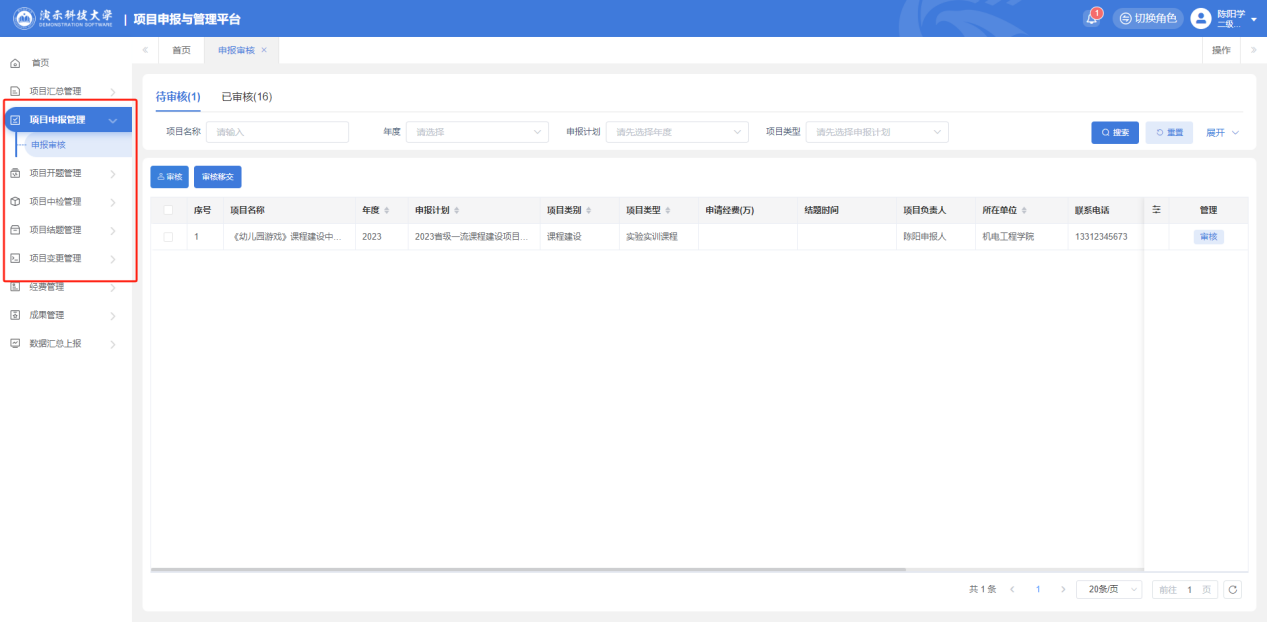 演示科技大学 | 项目申报与管理平台
DEMONSTRATION SOFTWARE
1
切换角色
陈阳学
二级...
首页
项目汇总管理
项目申报管理
申报审核
项目开题管理
项目中检管理
项目结题管理
项目变更管理
经费管理
成果管理
数据汇总上报
首页 申报审核 × 操作
待审核(1) 已审核(16)
项目名称 请输入 年度 请选择 申报计划 请先选择年度 项目类型 请先选择申报计划 搜索 重置 展开
审核 审核移交
序号 项目名称 年度 申报计划 项目类别 项目类型 申请经费(万) 结题时间 项目负责人 所在单位 联系电话 管理
1 《幼儿园游戏》课程建设中... 2023 2023省级一流课程建设项目... 课程建设 实验实训课程 陈阳申报人 机电工程学院 13312345673 审核
共 1 条 1 20条/页 前往 1 页